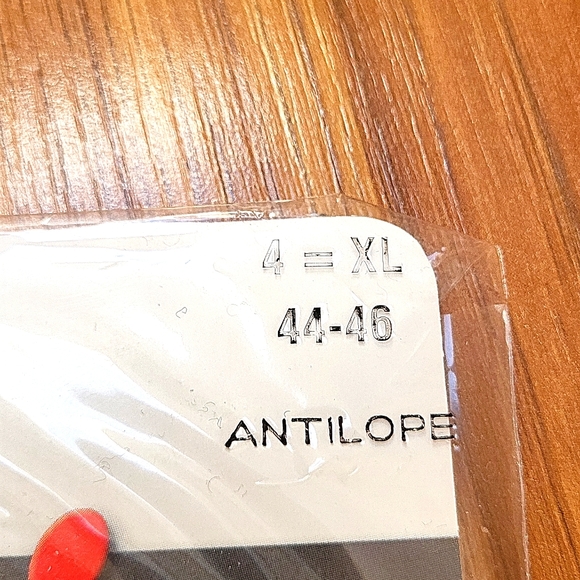 4 = XL
44-46
ANTILOPE